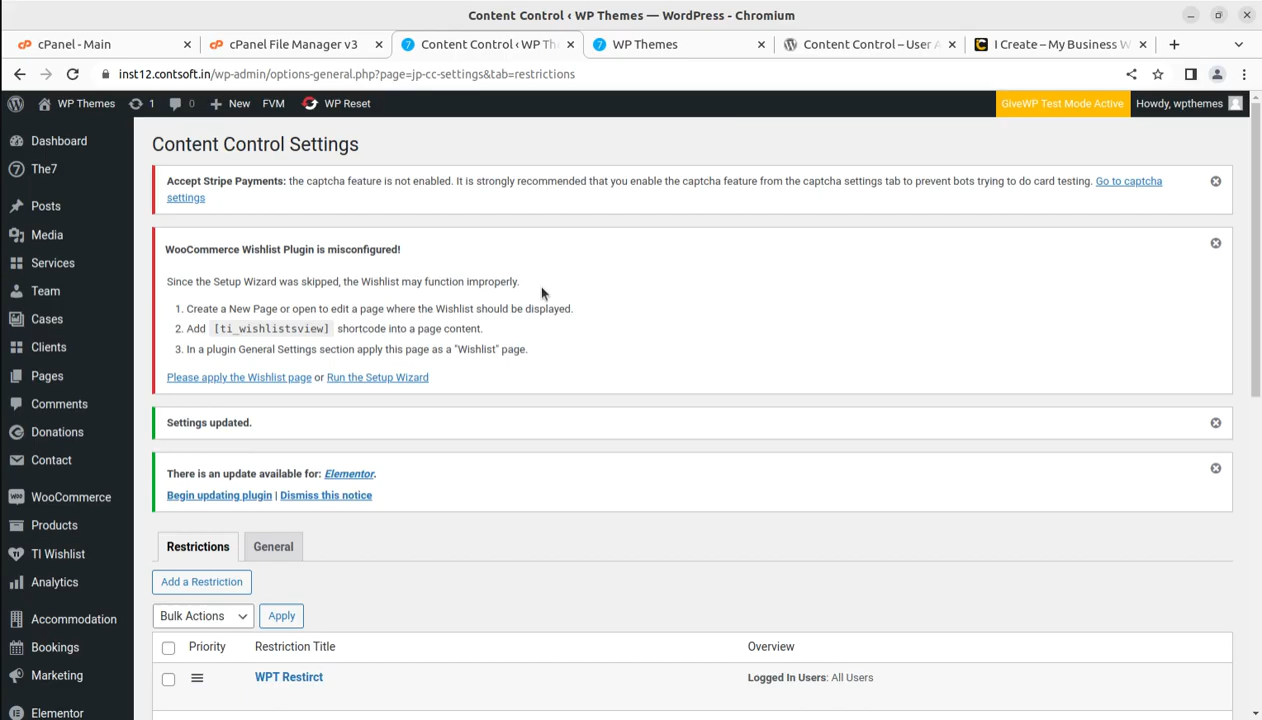 Content Control ‹ WP Themes — WordPress - Chromium
cPanel - Main
cPanel File Manager v3
Content Control ‹ WP Th
WP Themes
Content Control – User A
I Create – My Business W
inst12.contsoft.in/wp-admin/options-general.php?page=jp-cc-settings&tab=restrictions
WP Themes 1 0 New FVM WP Reset GiveWP Test Mode Active Howdy, wpthemes
Dashboard
The7
Posts
Media
Services
Team
Cases
Clients
Pages
Comments
Donations
Contact
WooCommerce
Products
TI Wishlist
Analytics
Accommodation
Bookings
Marketing
Elementor
Content Control Settings
Accept Stripe Payments: the captcha feature is not enabled. It is strongly recommended that you enable the captcha feature from the captcha settings tab to prevent bots trying to do card testing. Go to captcha
settings
WooCommerce Wishlist Plugin is misconfigured!
Since the Setup Wizard was skipped, the Wishlist may function improperly.
1. Create a New Page or open to edit a page where the Wishlist should be displayed.
2. Add [ti_wishlistsview] shortcode into a page content.
3. In a plugin General Settings section apply this page as a "Wishlist" page.
Please apply the Wishlist page or Run the Setup Wizard
Settings updated.
There is an update available for: Elementor.
Begin updating plugin | Dismiss this notice
Restrictions General
Add a Restriction
Bulk Actions Apply
Priority Restriction Title Overview
WPT Restirct Logged In Users: All Users